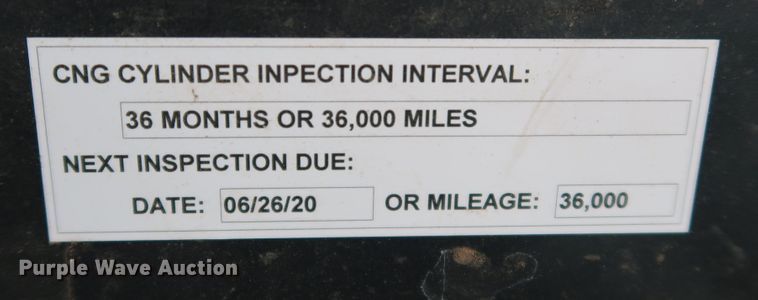 CNG CYLINDER INPECTION INTERVAL:
36 MONTHS OR 36,000 MILES
NEXT INSPECTION DUE:
DATE: 06/26/20 OR MILEAGE: 36,000
Purple Wave Auction